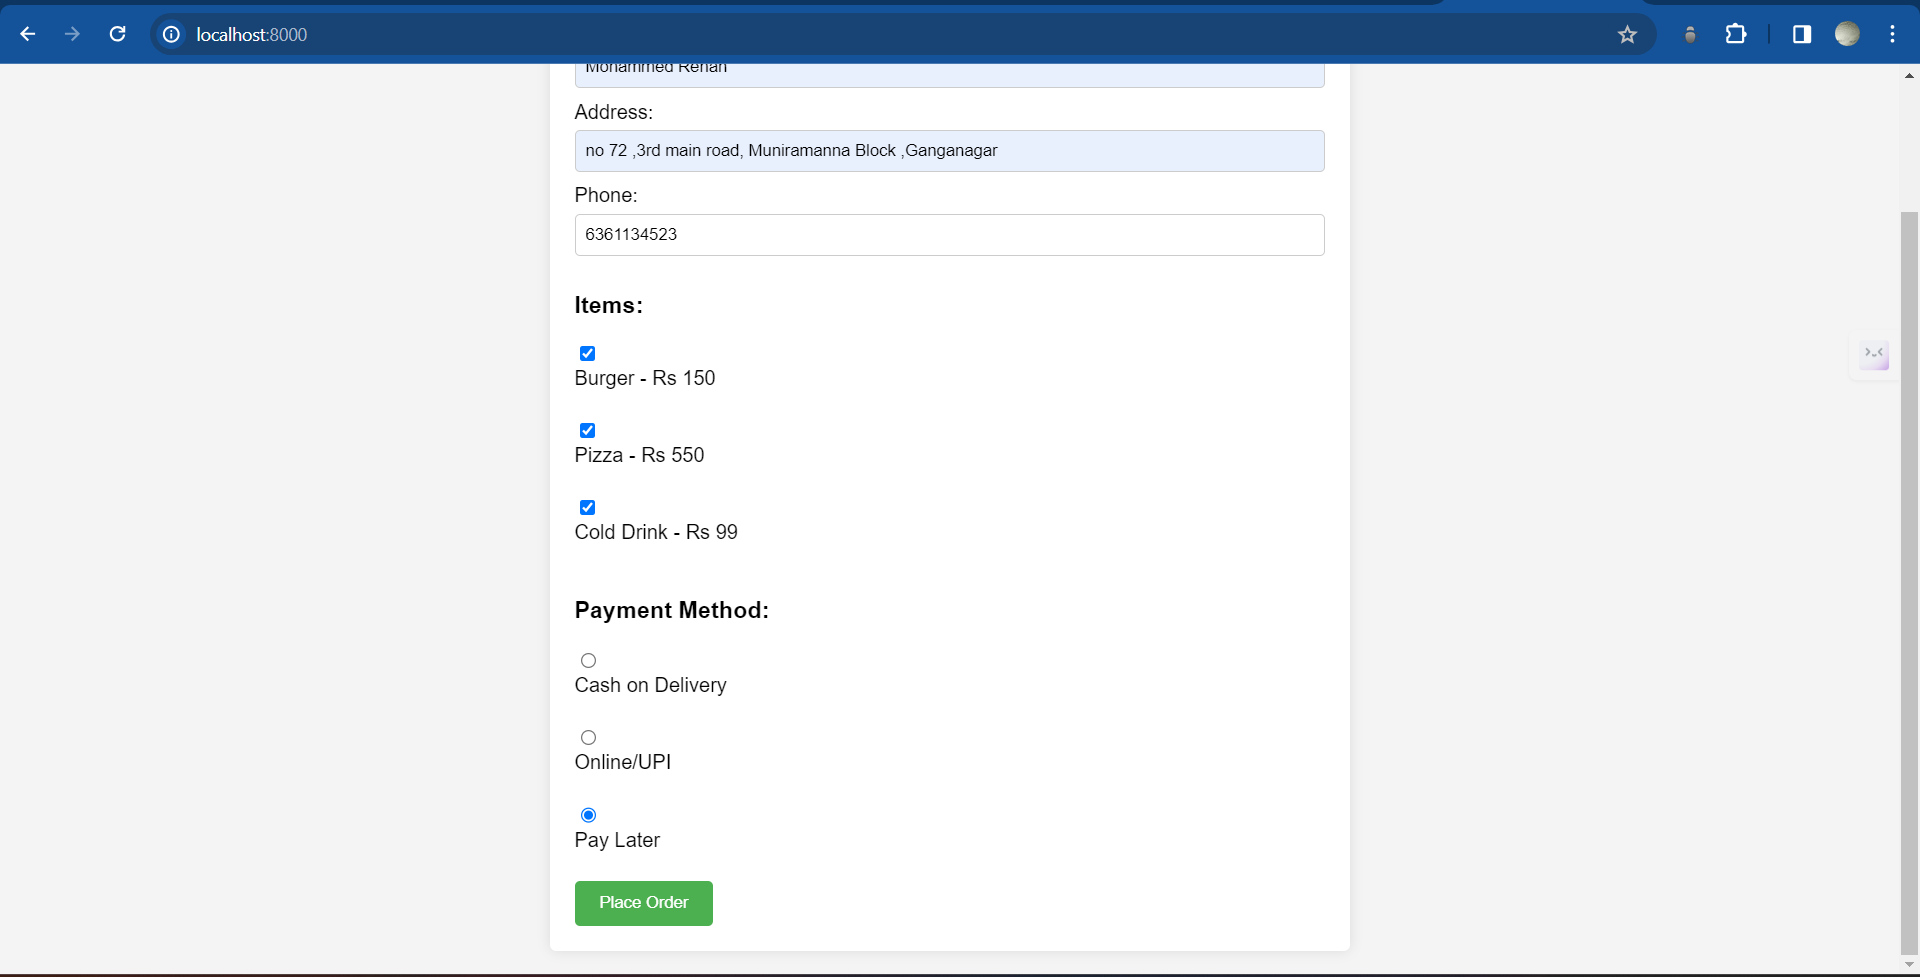 localhost:8000
Mohammed Rehan
Address:
no 72 ,3rd main road, Muniramanna Block ,Ganganagar
Phone:
6361134523
Items:
Burger - Rs 150
Pizza - Rs 550
Cold Drink - Rs 99
Payment Method:
Cash on Delivery
Online/UPI
Pay Later
Place Order